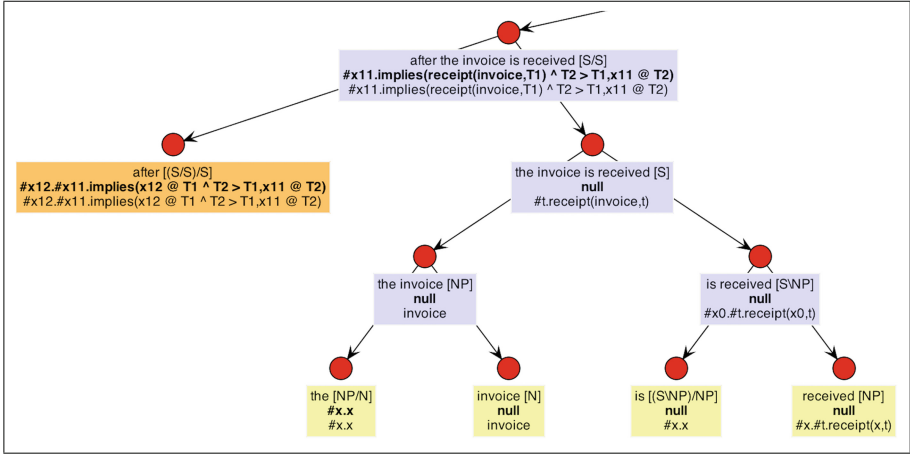 after the invoice is received [S/S]
#x11.implies(receipt(invoice,T1) ^ T2 > T1,x11 @ T2)
#x11.implies(receipt(invoice,T1) ^ T2 > T1,x11 @ T2)
after [(S/S)/S]
#x12.#x11.implies(x12 @ T1 ^ T2 > T1,x11 @ T2)
#x12.#x11.implies(x12 @ T1 ^ T2 > T1,x11 @ T2)
the invoice is received [S]
null
#t.receipt(invoice,t)
the invoice [NP]
null
invoice
is received [S\NP]
null
#x0.#t.receipt(x0,t)
the [NP/N]
#x.x
#x.x
invoice [N]
null
invoice
is [(S\NP)/NP]
null
#x.x
received [NP]
null
#x.#t.receipt(x,t)